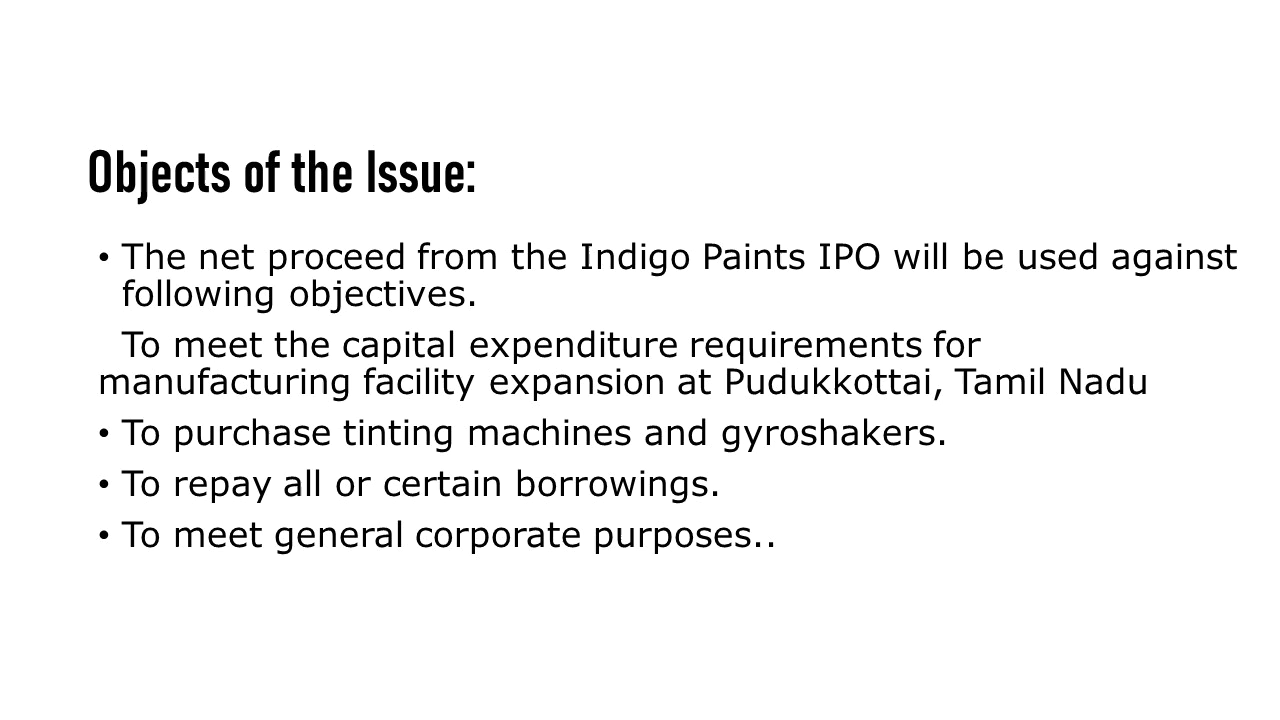 Objects of the Issue:
• The net proceed from the Indigo Paints IPO will be used against
following objectives.
To meet the capital expenditure requirements for
manufacturing facility expansion at Pudukkottai, Tamil Nadu
• To purchase tinting machines and gyroshakers.
• To repay all or certain borrowings.
• To meet general corporate purposes..